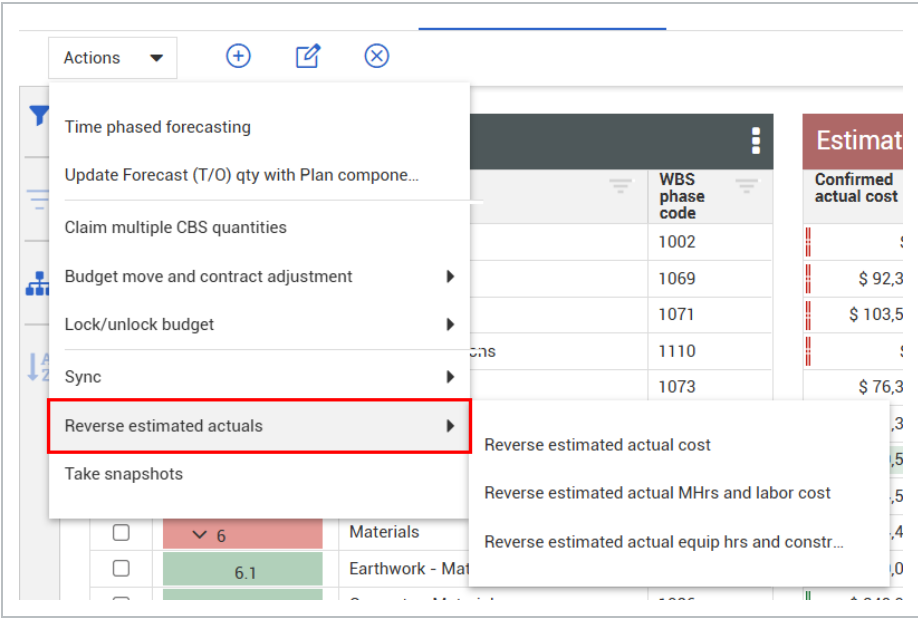 Actions
Time phased forecasting
Update Forecast (T/O) qty with Plan compone...
Claim multiple CBS quantities
Budget move and contract adjustment
Lock/unlock budget
Sync
Reverse estimated actuals
Take snapshots
Reverse estimated actual cost
Reverse estimated actual MHrs and labor cost
Reverse estimated actual equip hrs and constr...
Estimat
WBS
phase
code
Confirmed
actual cost
1002
1069
$ 92,3
1071
$ 103,5
1110
1073
$ 76,3
6
Materials
6.1
Earthwork - Mat